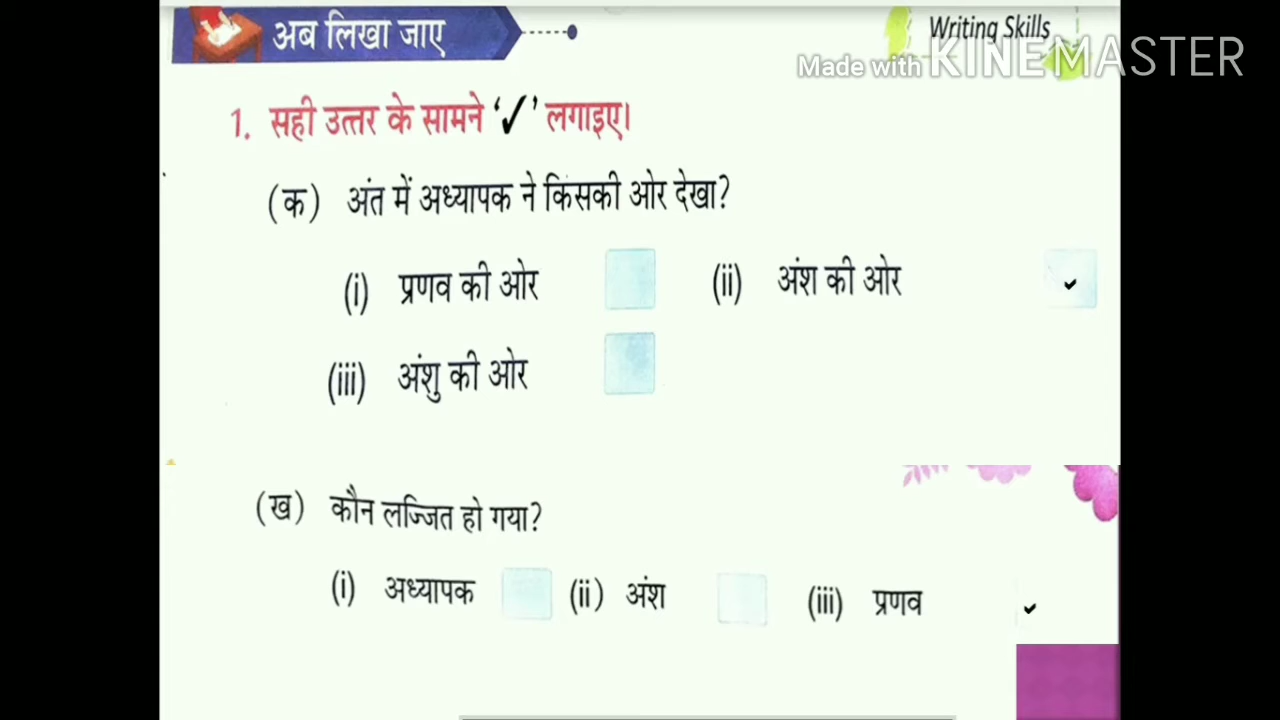 अब लिखा जाए
Writing Skills
Made with KINEMASTER
1. सही उत्तर के सामने ‘✓’ लगाइए।
(क) अंत में अध्यापक ने किसकी ओर देखा?
(i) प्रणव की ओर (ii) अंश की ओर ✓
(iii) अंशु की ओर
(ख) कौन लज्जित हो गया?
(i) अध्यापक (ii) अंश (iii) प्रणव ✓